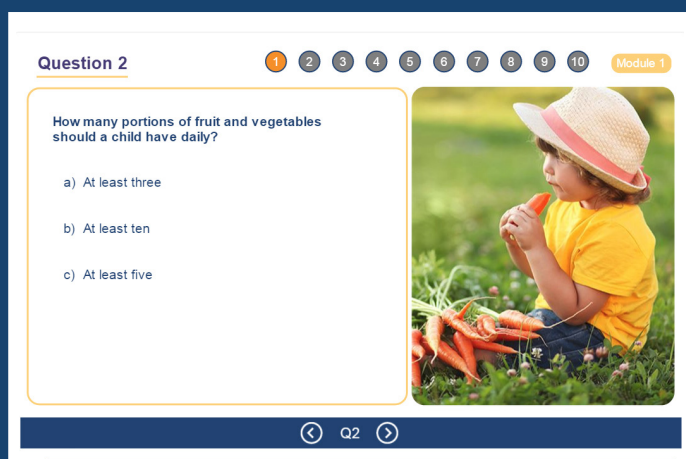 Question 2
1 2 3 4 5 6 7 8 9 10
Module 1
How many portions of fruit and vegetables
should a child have daily?
a) At least three
b) At least ten
c) At least five
Q2